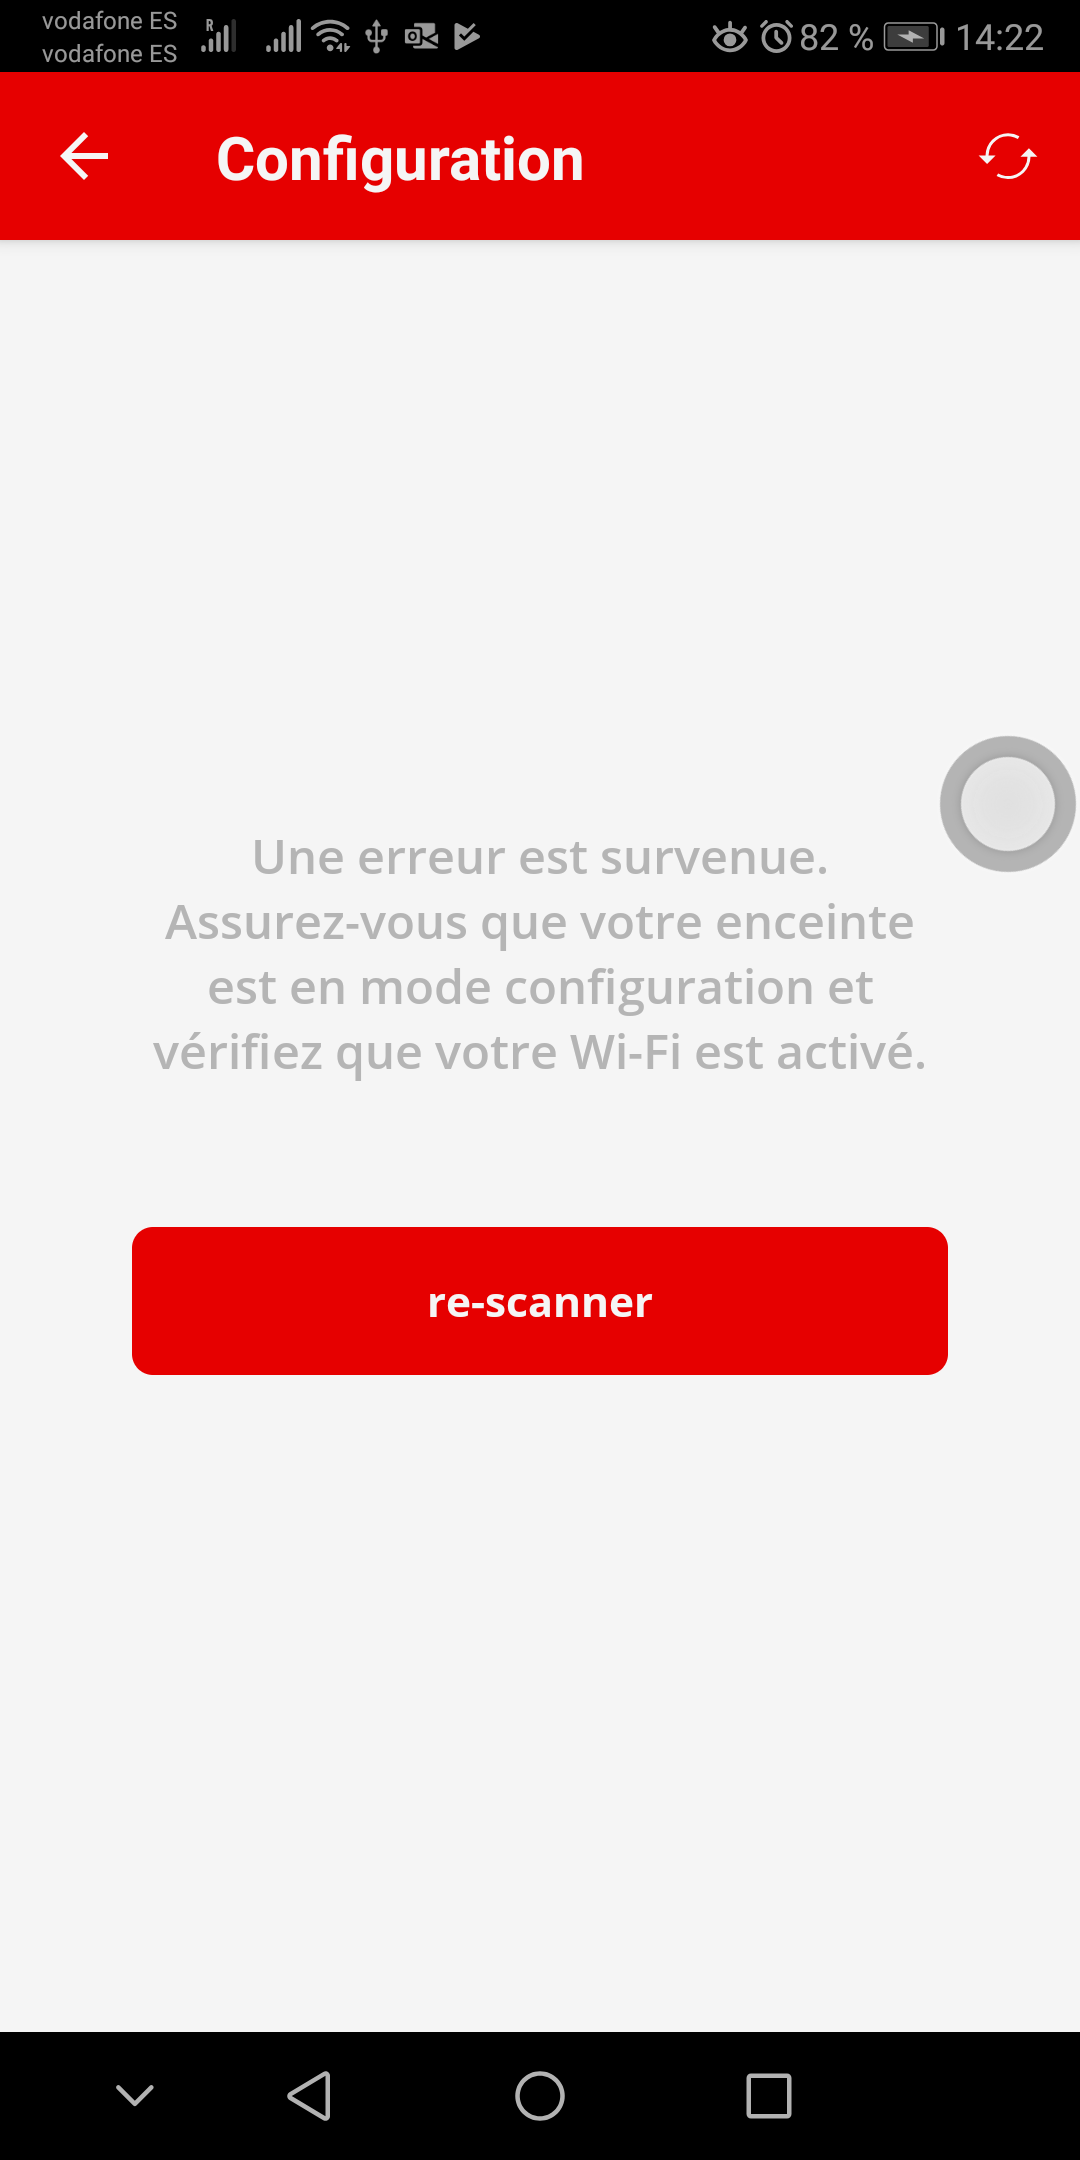 vodafone ES
vodafone ES
R
82 %
14:22
Configuration
Une erreur est survenue.
Assurez-vous que votre enceinte
est en mode configuration et
vérifiez que votre Wi-Fi est activé.
re-scanner